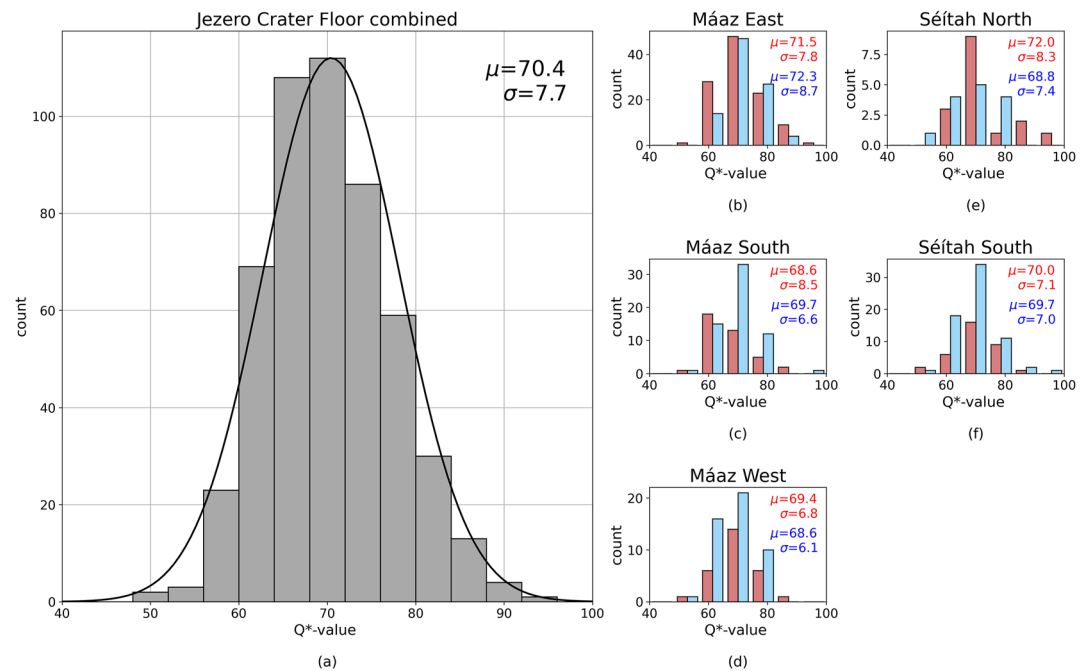 Jezero Crater Floor combined
μ=70.4
σ=7.7
count
100
80
60
40
20
0
40 50 60 70 80 90 100
Q*-value
(a)
Máaz East
μ=71.5
σ=7.8
μ=72.3
σ=8.7
count
40
20
0
40 60 80 100
Q*-value
(b)
Séítah North
μ=72.0
σ=8.3
μ=68.8
σ=7.4
count
7.5
5.0
2.5
0.0
40 60 80 100
Q*-value
(e)
Máaz South
μ=68.6
σ=8.5
μ=69.7
σ=6.6
count
30
20
10
0
40 60 80 100
Q*-value
(c)
Séítah South
μ=70.0
σ=7.1
μ=69.7
σ=7.0
count
30
20
10
0
40 60 80 100
Q*-value
(f)
Máaz West
μ=69.4
σ=6.8
μ=68.6
σ=6.1
count
20
10
0
40 60 80 100
Q*-value
(d)